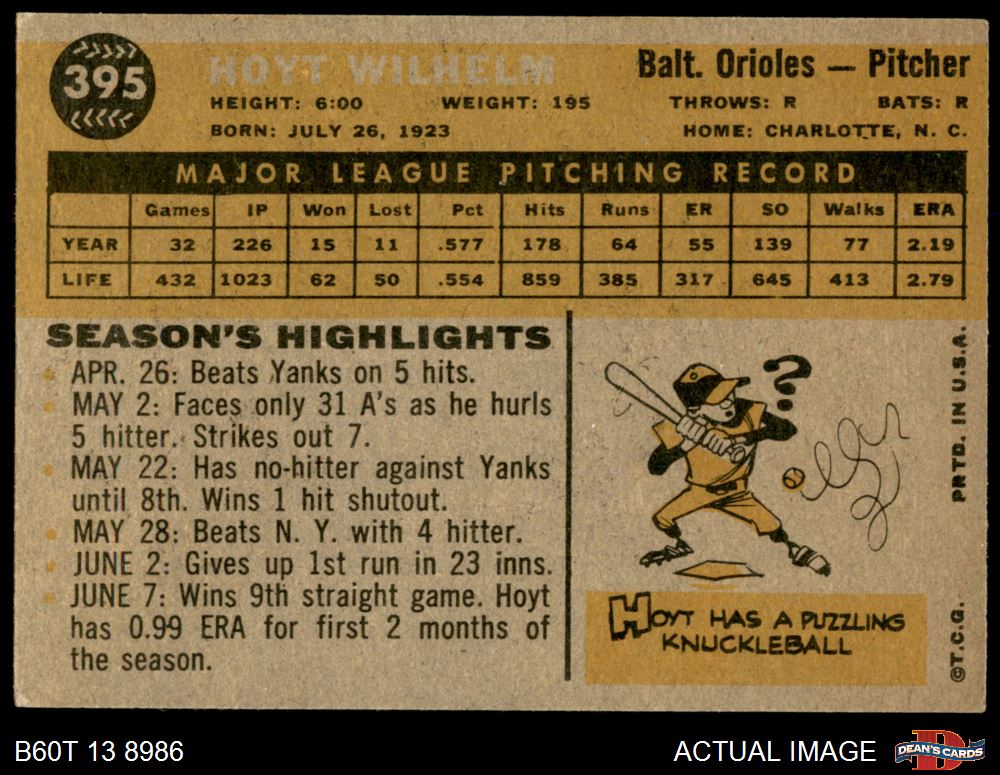 395
HOYT WILHELM
Balt. Orioles — Pitcher
HEIGHT: 6:00 WEIGHT: 195 THROWS: R BATS: R
BORN: JULY 26, 1923 HOME: CHARLOTTE, N. C.
MAJOR LEAGUE PITCHING RECORD
Games IP Won Lost Pct Hits Runs ER SO Walks ERA
YEAR 32 226 15 11 .577 178 64 55 139 77 2.19
LIFE 432 1023 62 50 .554 859 385 317 645 413 2.79
SEASON'S HIGHLIGHTS
• APR. 26: Beats Yanks on 5 hits.
• MAY 2: Faces only 31 A's as he hurls
5 hitter. Strikes out 7.
• MAY 22: Has no-hitter against Yanks
until 8th. Wins 1 hit shutout.
• MAY 28: Beats N. Y. with 4 hitter.
• JUNE 2: Gives up 1st run in 23 inns.
• JUNE 7: Wins 9th straight game. Hoyt
has 0.99 ERA for first 2 months of
the season.
?
HOYT HAS A PUZZLING
KNUCKLEBALL
©T.C.G. PRTD. IN U.S.A.
B60T 13 8986
ACTUAL IMAGE
D
DEAN'S CARDS